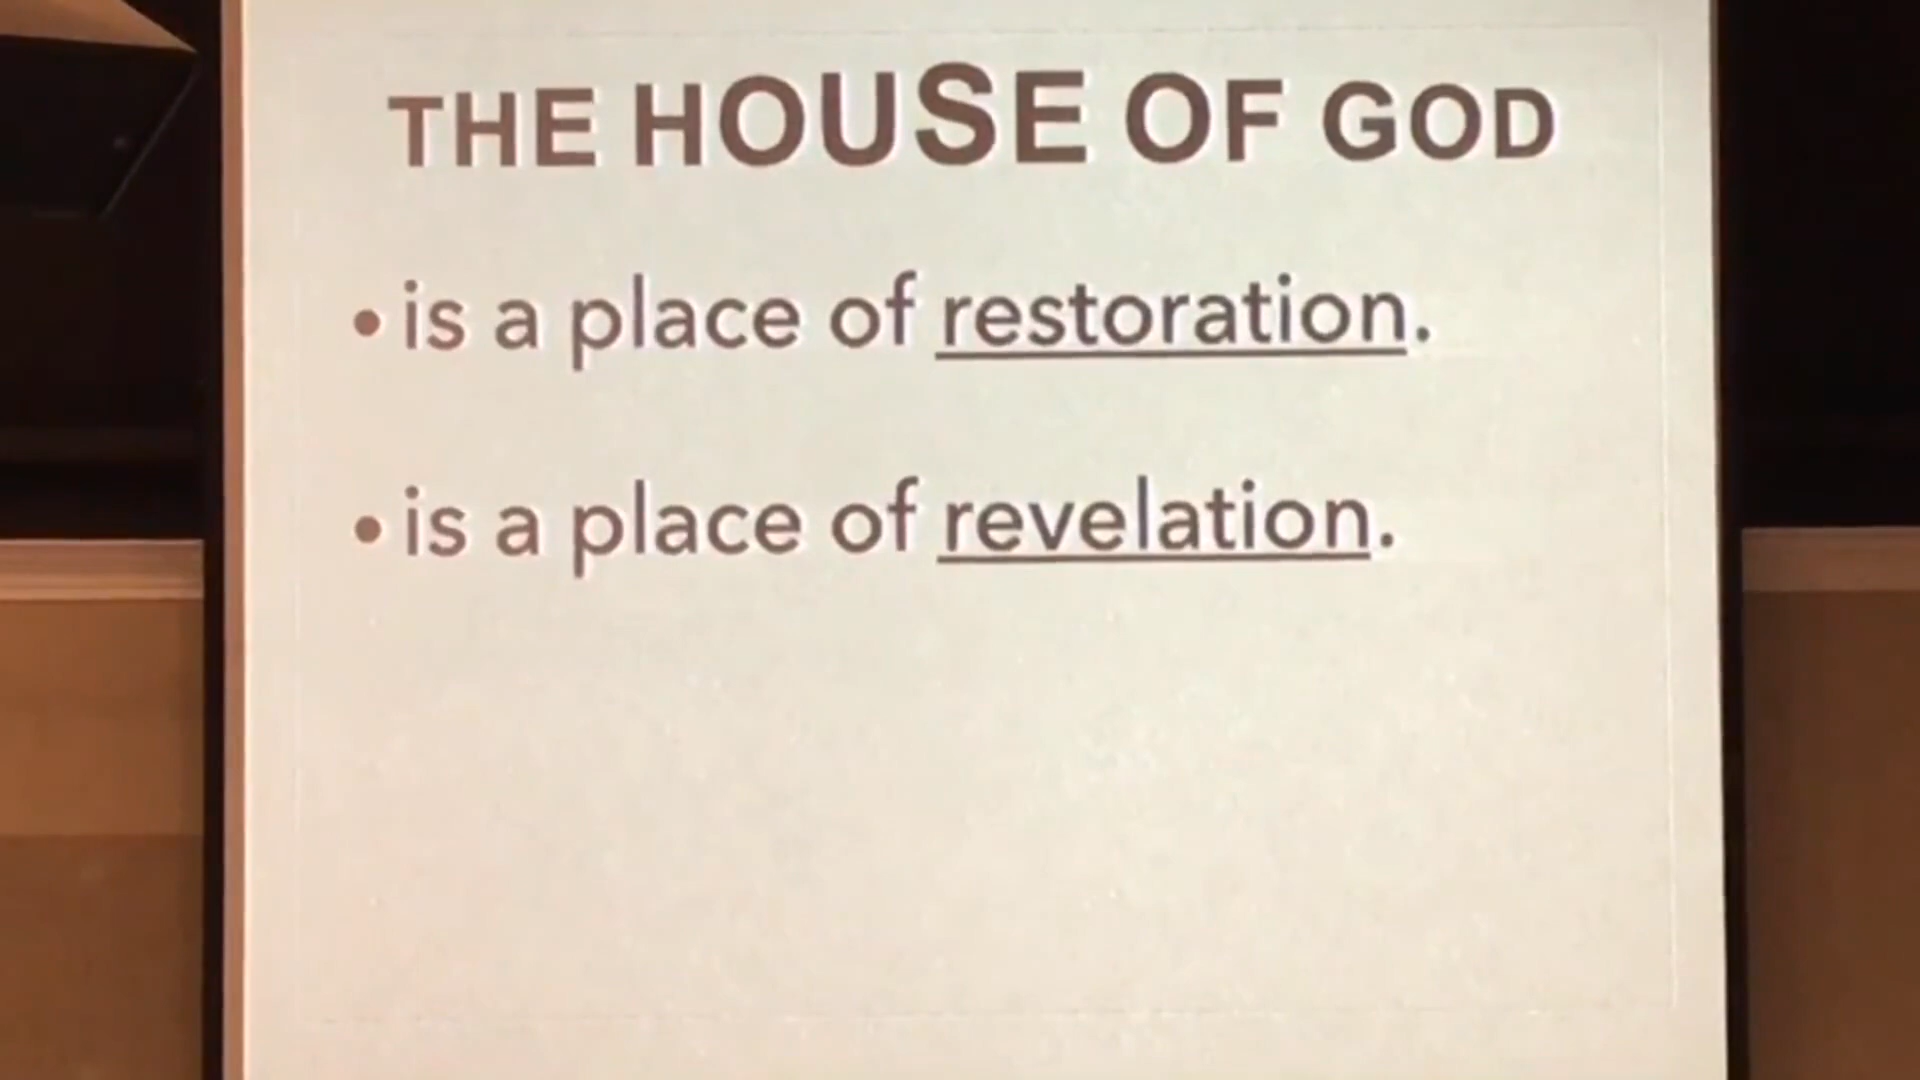 THE HOUSE OF GOD
• is a place of restoration.
• is a place of revelation.